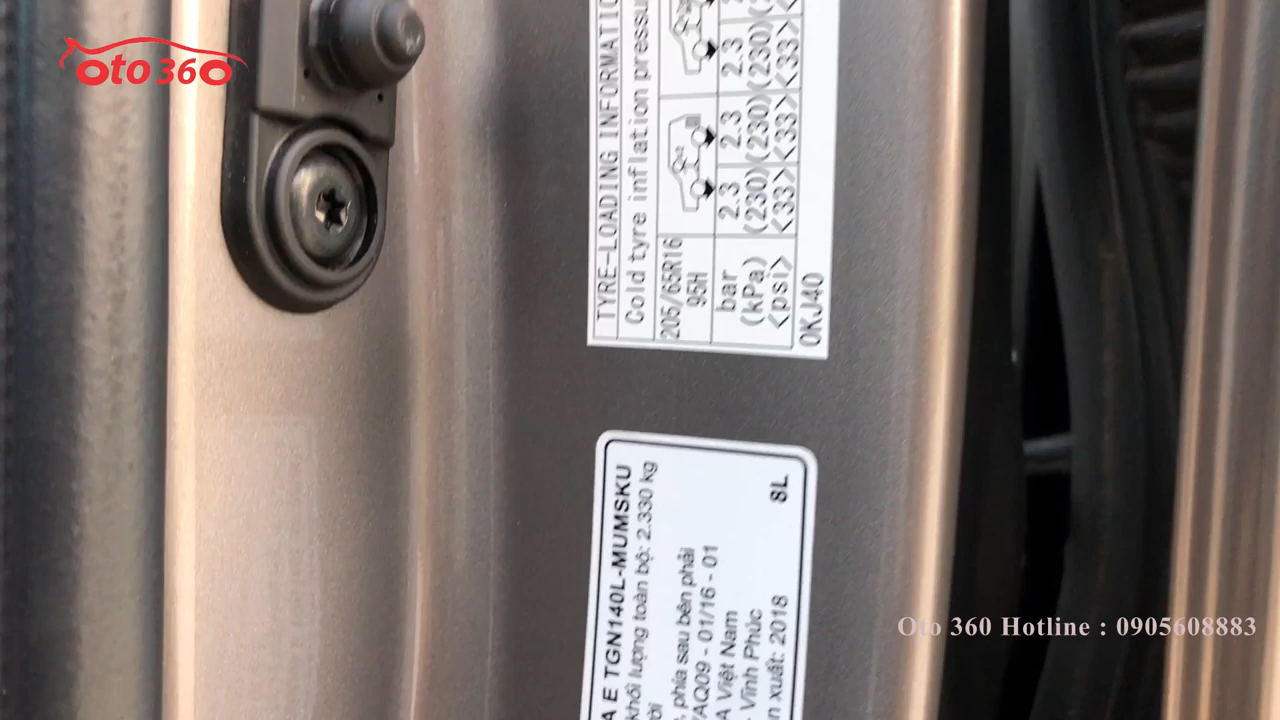 oto360
TYRE-LOADING INFORMATIO
Cold tyre inflation pressu
205/65R16
95H
bar 2.3 2.3 2.3 2.3
(kPa) (230) (230) (230) (230)
<psi> <33> <33> <33> <33>
0KJ40
A E TGN140L-MUMSKU
khối lượng toàn bộ: 2.330 kg
, phía sau bên phải
/AQ09 - 01/16 - 01
A Việt Nam
- Vĩnh Phúc
n xuất: 2018 8L
Oto 360 Hotline : 0905608883